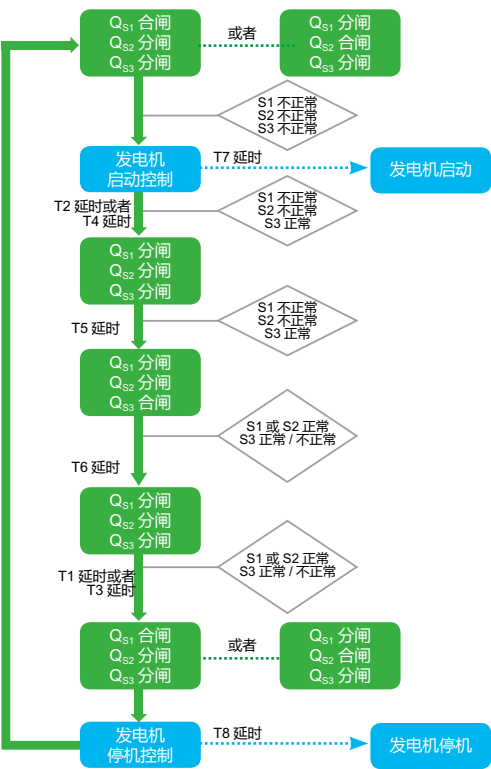 QS1 合闸
QS2 分闸
QS3 分闸
或者
QS1 分闸
QS2 合闸
QS3 分闸
S1 不正常
S2 不正常
S3 不正常
发电机
启动控制
T7 延时
发电机启动
T2 延时或者
T4 延时
S1 不正常
S2 不正常
S3 正常
QS1 分闸
QS2 分闸
QS3 分闸
T5 延时
S1 不正常
S2 不正常
S3 正常
QS1 分闸
QS2 分闸
QS3 合闸
S1 或 S2 正常
S3 正常 / 不正常
T6 延时
QS1 分闸
QS2 分闸
QS3 分闸
S1 或 S2 正常
S3 正常 / 不正常
T1 延时或者
T3 延时
QS1 合闸
QS2 分闸
QS3 分闸
或者
QS1 分闸
QS2 合闸
QS3 分闸
发电机
停机控制
T8 延时
发电机停机